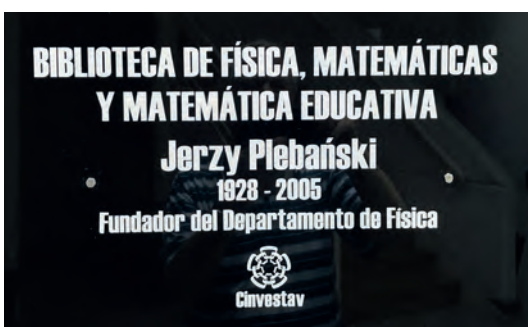 BIBLIOTECA DE FÍSICA, MATEMÁTICAS
Y MATEMÁTICA EDUCATIVA
Jerzy Plebański
1928 - 2005
Fundador del Departamento de Física
Cinvestav